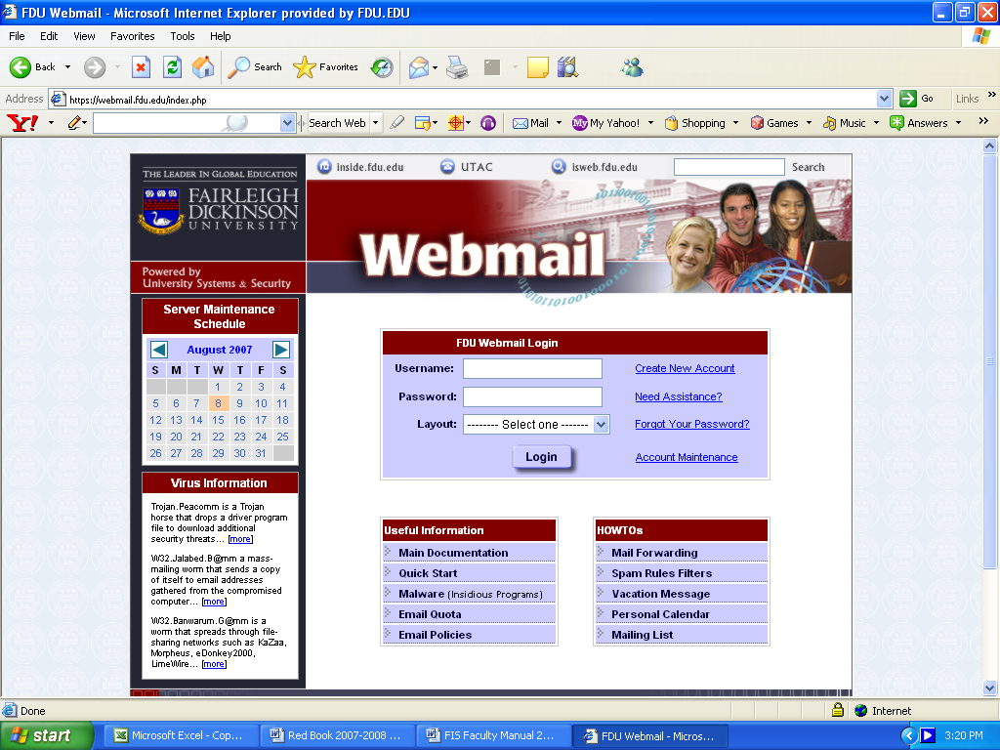 FDU Webmail - Microsoft Internet Explorer provided by FDU.EDU
File Edit View Favorites Tools Help
Back Search Favorites
Address https://webmail.fdu.edu/index.php Go Links »
Y! Search Web Mail My Yahoo! Shopping Games Music Answers »
THE LEADER IN GLOBAL EDUCATION
FAIRLEIGH
DICKINSON
UNIVERSITY
inside.fdu.edu UTAC isweb.fdu.edu Search
Webmail
Powered by
University Systems & Security
Server Maintenance
Schedule
August 2007
S M T W T F S
1 2 3 4
5 6 7 8 9 10 11
12 13 14 15 16 17 18
19 20 21 22 23 24 25
26 27 28 29 30 31
Virus Information
Trojan.Peacomm is a Trojan
horse that drops a driver program
file to download additional
security threats... [more]
W32.Jalabed.B@mm a mass-
mailing worm that sends a copy
of itself to email addresses
gathered from the compromised
computer... [more]
W32.Banwarum.G@mm is a
worm that spreads through file-
sharing networks such as KaZaa,
Morpheus, eDonkey2000,
LimeWire... [more]
FDU Webmail Login
Username: Create New Account
Password: Need Assistance?
Layout: -------- Select one ------- Forgot Your Password?
Login Account Maintenance
Useful Information
Main Documentation
Quick Start
Malware (Insidious Programs)
Email Quota
Email Policies
HOWTOs
Mail Forwarding
Spam Rules Filters
Vacation Message
Personal Calendar
Mailing List
Done Internet
start Microsoft Excel - Cop... Red Book 2007-2008 ... FIS Faculty Manual 2... FDU Webmail - Micros... 3:20 PM